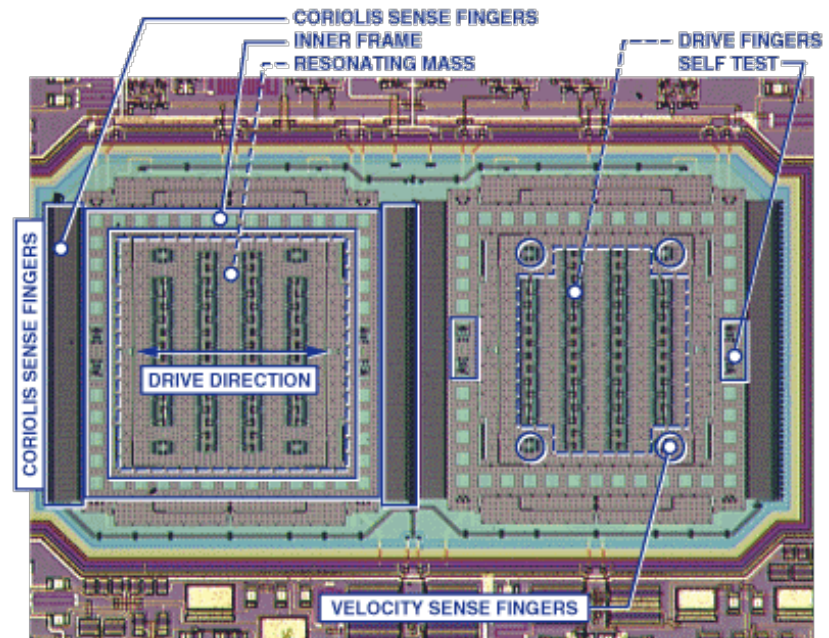 CORIOLIS SENSE FINGERS
INNER FRAME
RESONATING MASS
DRIVE FINGERS
SELF TEST
CORIOLIS SENSE FINGERS
DRIVE DIRECTION
VELOCITY SENSE FINGERS